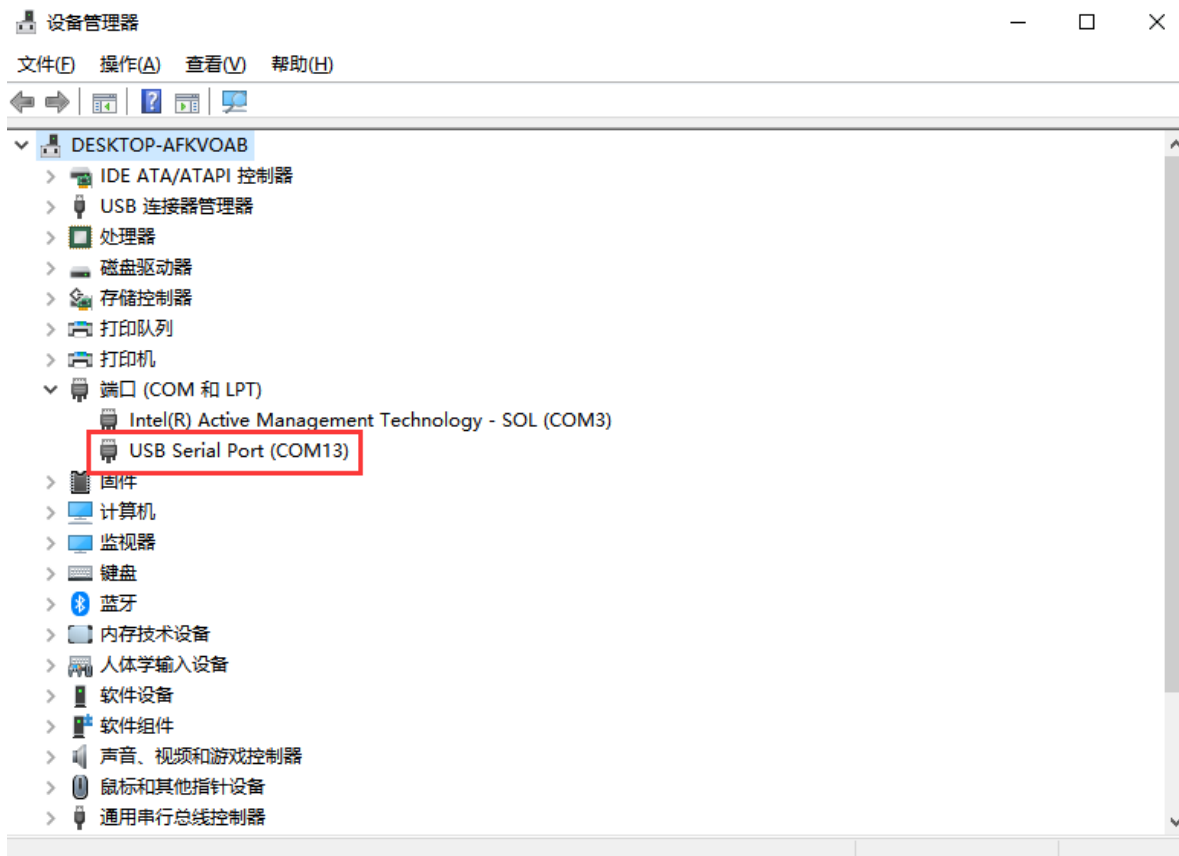 设备管理器
文件(F) 操作(A) 查看(V) 帮助(H)
DESKTOP-AFKVOAB
IDE ATA/ATAPI 控制器
USB 连接器管理器
处理器
磁盘驱动器
存储控制器
打印队列
打印机
端口 (COM 和 LPT)
Intel(R) Active Management Technology - SOL (COM3)
USB Serial Port (COM13)
固件
计算机
监视器
键盘
蓝牙
内存技术设备
人体学输入设备
软件设备
软件组件
声音、视频和游戏控制器
鼠标和其他指针设备
通用串行总线控制器